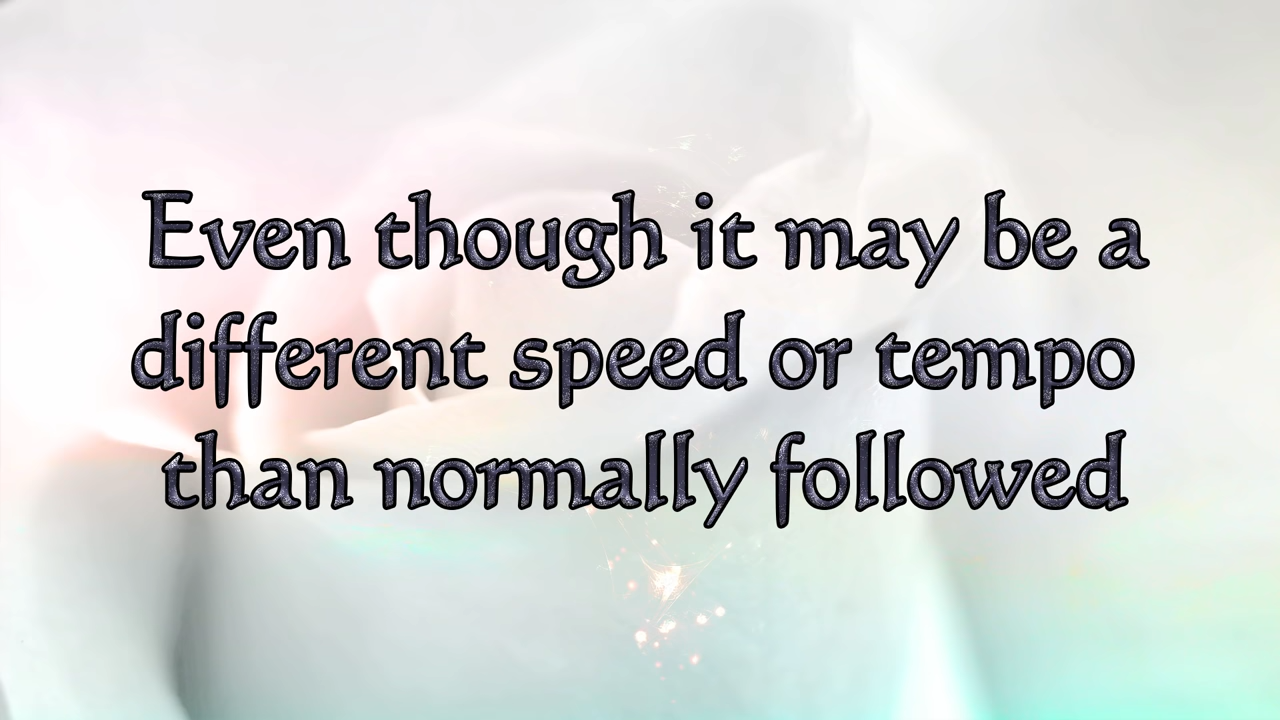 Even though it may be a
different speed or tempo
than normally followed